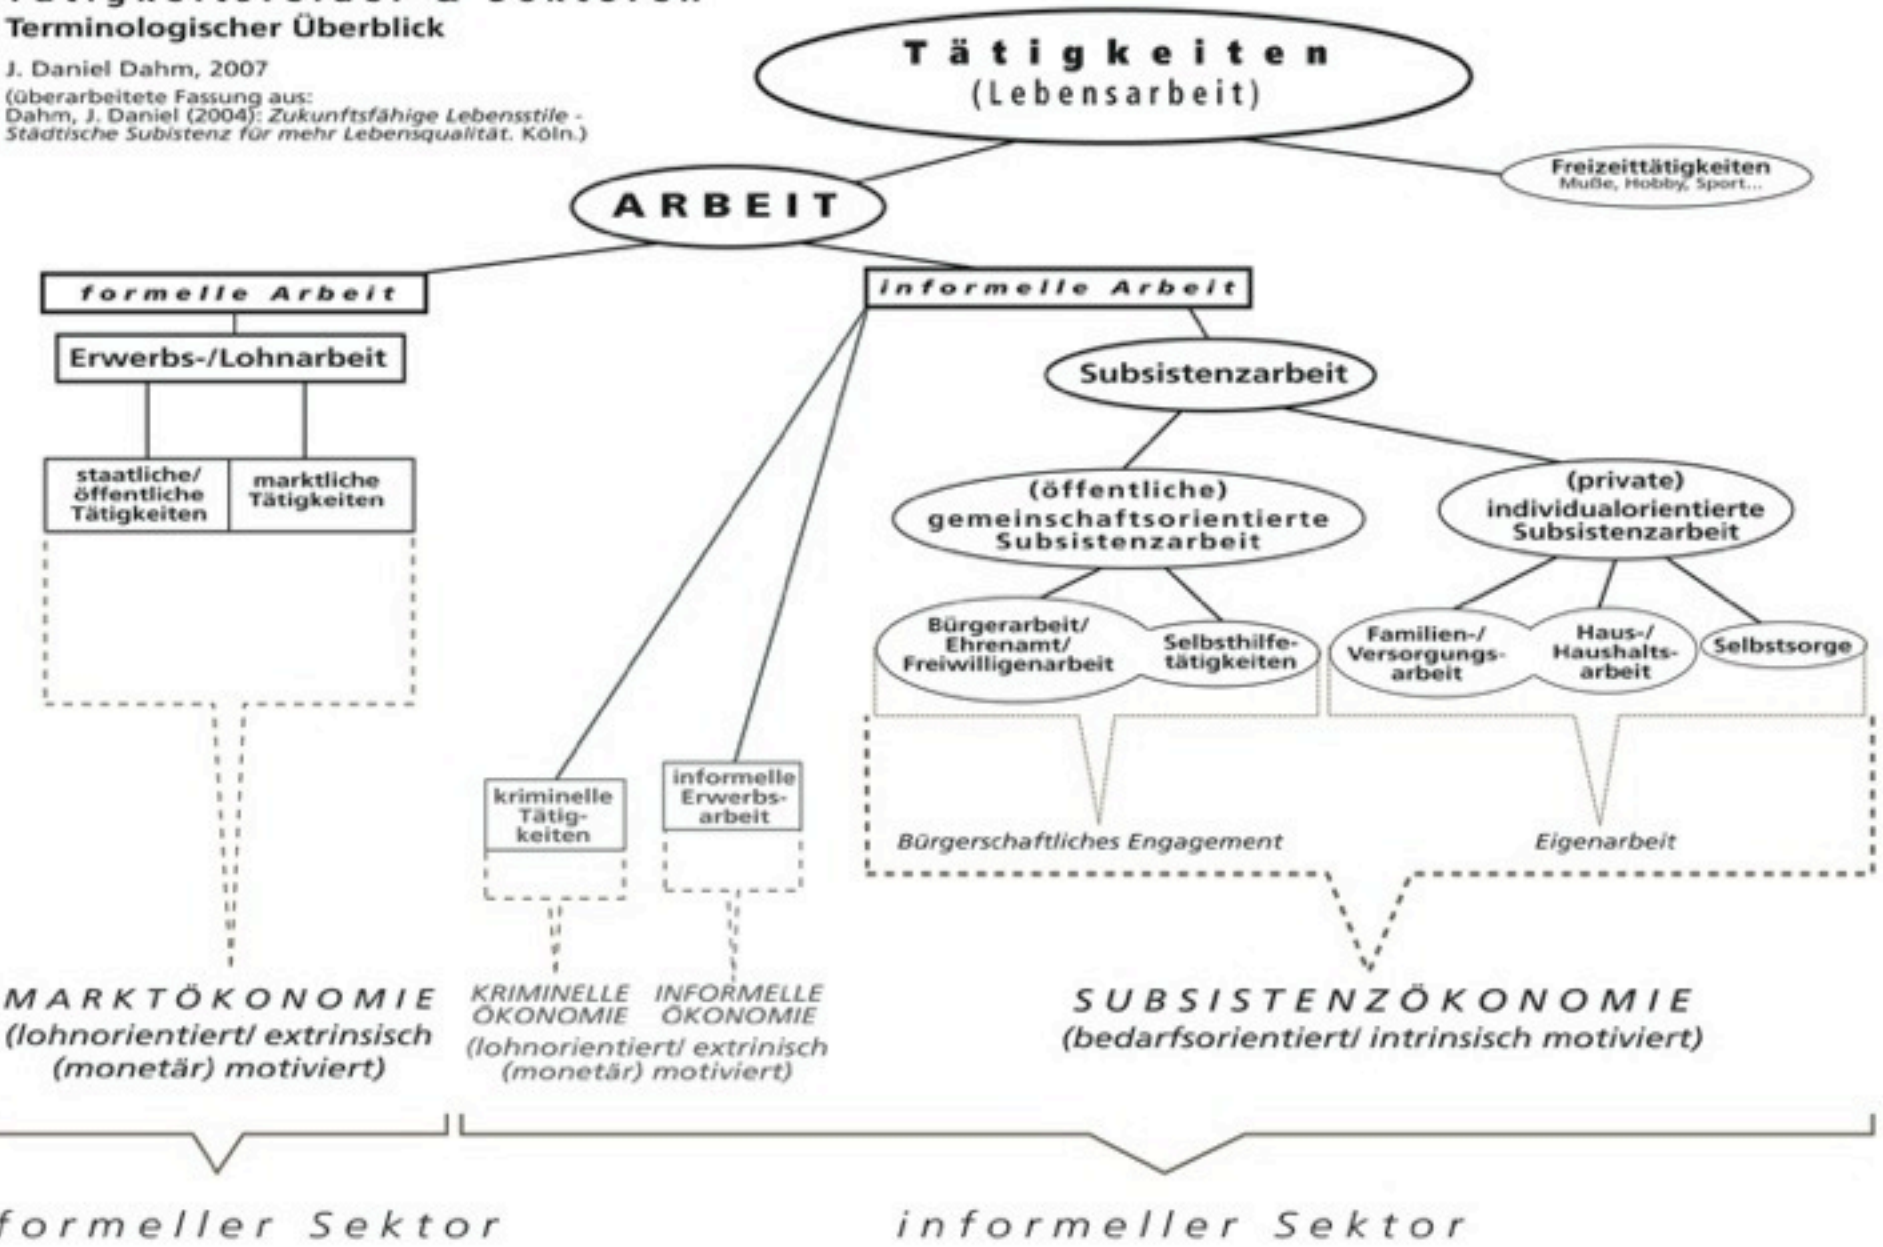 Terminologischer Überblick
J. Daniel Dahm, 2007
(überarbeitete Fassung aus:
Dahm, J. Daniel (2004): Zukunftsfähige Lebensstile -
Städtische Subistenz für mehr Lebensqualität. Köln.)
Tätigkeiten
(Lebensarbeit)
Freizeittätigkeiten
Muße, Hobby, Sport...
ARBEIT
formelle Arbeit
informelle Arbeit
Erwerbs-/Lohnarbeit
Subsistenzarbeit
staatliche/
öffentliche
Tätigkeiten
marktliche
Tätigkeiten
(öffentliche)
gemeinschaftsorientierte
Subsistenzarbeit
(private)
individualorientierte
Subsistenzarbeit
Bürgerarbeit/
Ehrenamt/
Freiwilligenarbeit
Selbsthilfe-
tätigkeiten
Familien-/
Versorgungs-
arbeit
Haus-/
Haushalts-
arbeit
Selbstsorge
kriminelle
Tätig-
keiten
informelle
Erwerbs-
arbeit
Bürgerschaftliches Engagement
Eigenarbeit
MARKTÖKONOMIE
(lohnorientiert/ extrinsisch
(monetär) motiviert)
KRIMINELLE
ÖKONOMIE
INFORMELLE
ÖKONOMIE
(lohnorientiert/ extrinisch
(monetär) motiviert)
SUBSISTENZÖKONOMIE
(bedarfsorientiert/ intrinsisch motiviert)
formeller Sektor
informeller Sektor